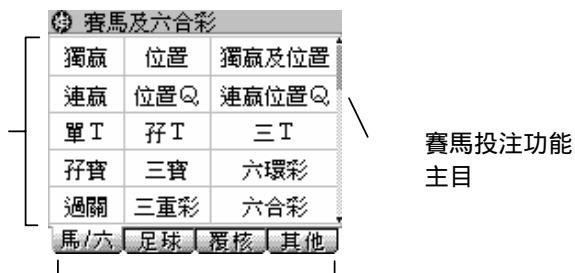 賽馬及六合彩
獨贏 位置 獨贏及位置
連贏 位置Q 連贏位置Q
單T 孖T 三T
孖寶 三寶 六環彩
過關 三重彩 六合彩
馬/六 足球 覆核 其他
賽馬投注功能
主目